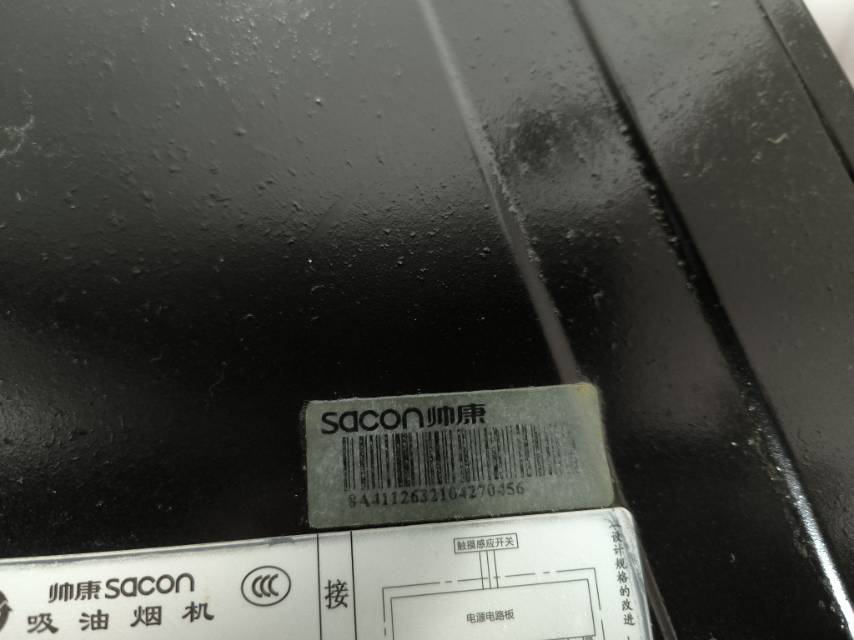 sacon帅康
8A4112632104270456
帅康sacon
吸油烟机
接
触摸感应开关
电源电路板
设计规格的改进